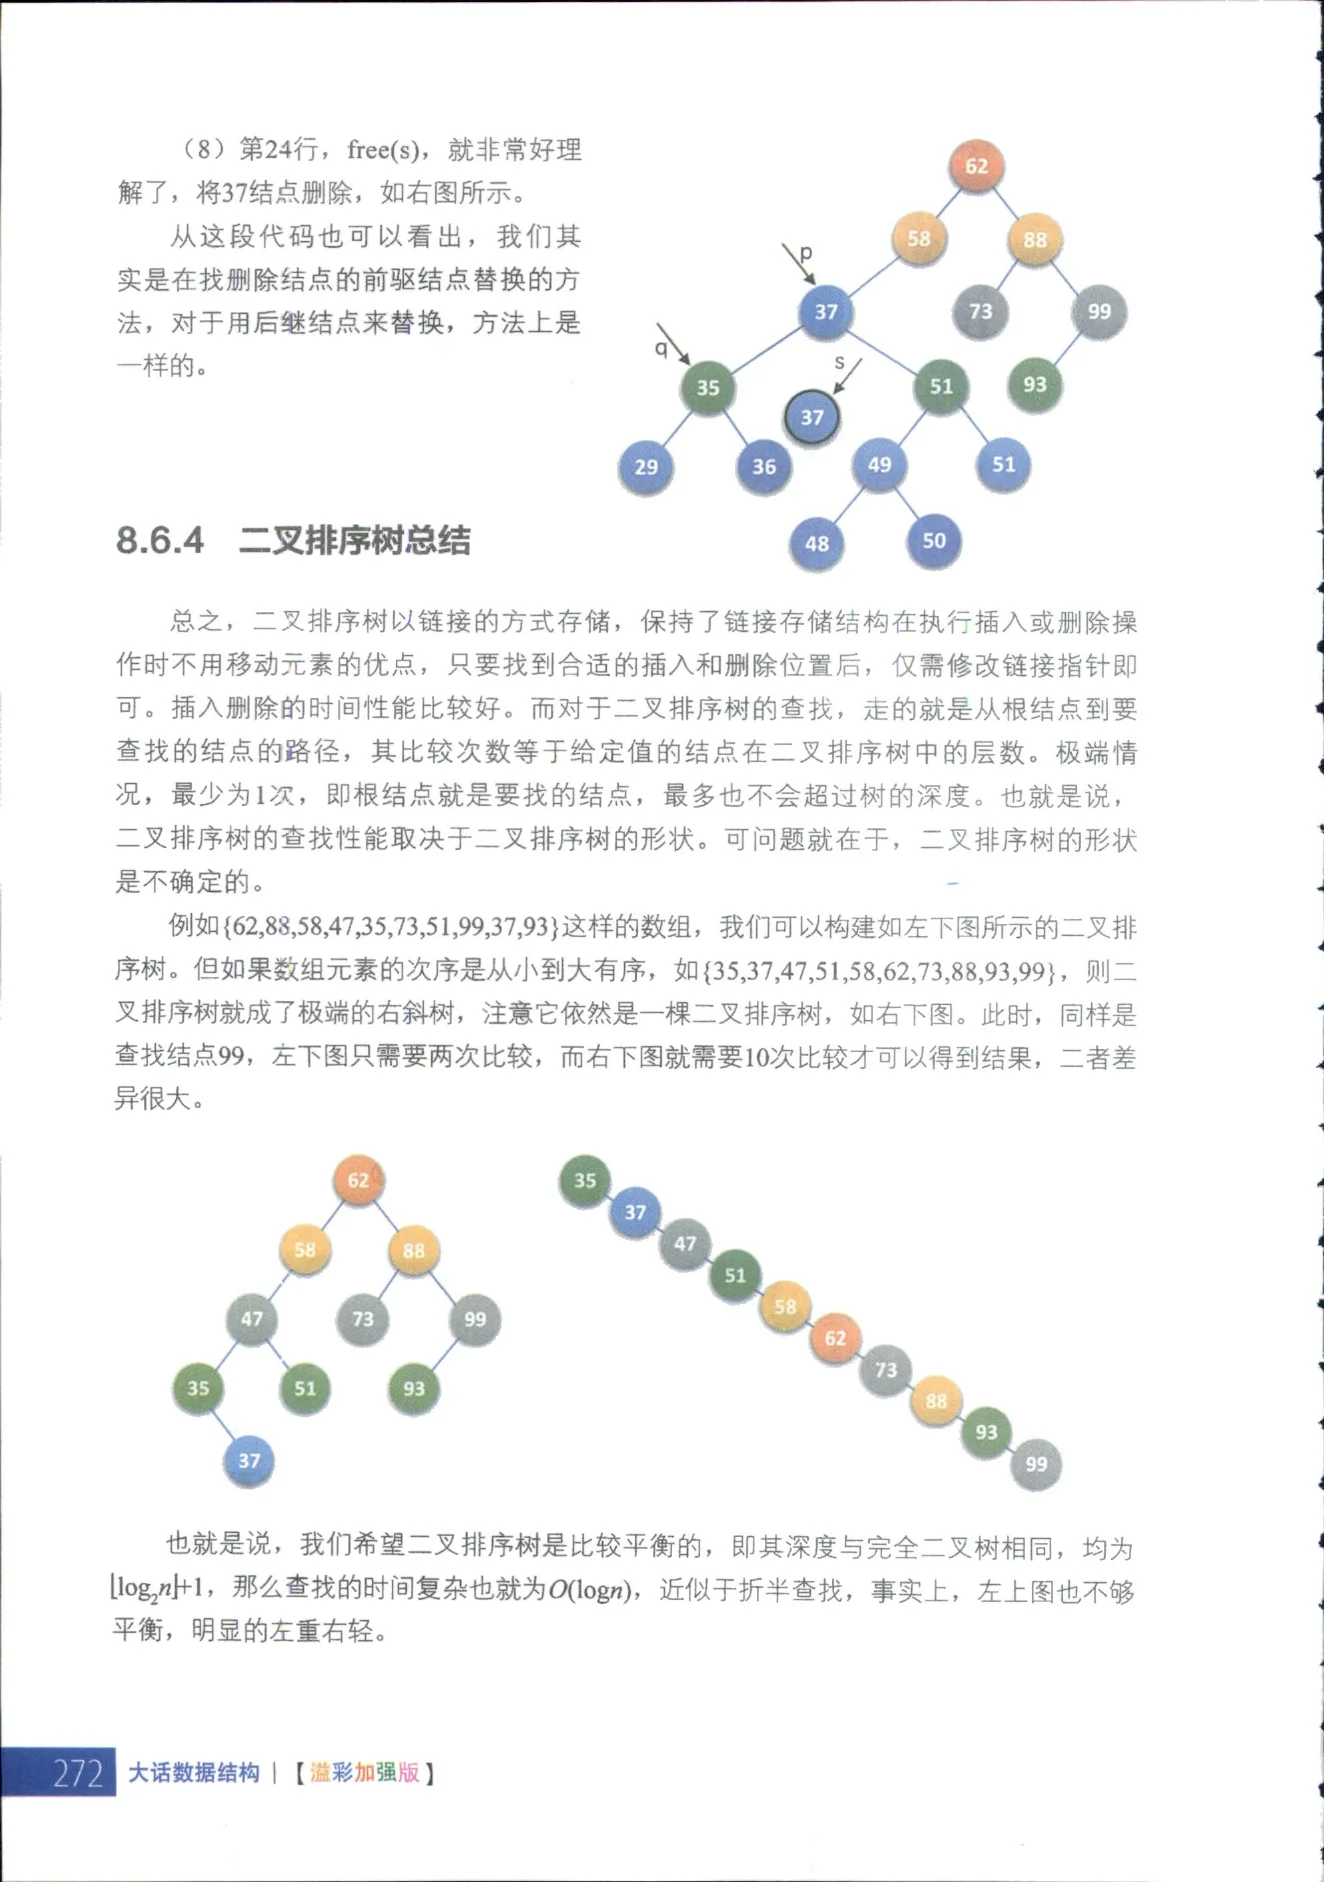 （8）第24行，free(s)，就非常好理
解了，将37结点删除，如右图所示。
从这段代码也可以看出，我们其
实是在找删除结点的前驱结点替换的方
法，对于用后继结点来替换，方法上是
一样的。
62
58
88
p
37
73
99
q
35
s
37
51
93
29
36
49
51
48
50
8.6.4 二叉排序树总结
总之，二叉排序树以链接的方式存储，保持了链接存储结构在执行插入或删除操
作时不用移动元素的优点，只要找到合适的插入和删除位置后，仅需修改链接指针即
可。插入删除的时间性能比较好。而对于二叉排序树的查找，走的就是从根结点到要
查找的结点的路径，其比较次数等于给定值的结点在二叉排序树中的层数。极端情
况，最少为1次，即根结点就是要找的结点，最多也不会超过树的深度。也就是说，
二叉排序树的查找性能取决于二叉排序树的形状。可问题就在于，二叉排序树的形状
是不确定的。
例如{62,88,58,47,35,73,51,99,37,93}这样的数组，我们可以构建如左下图所示的二叉排
序树。但如果数组元素的次序是从小到大有序，如{35,37,47,51,58,62,73,88,93,99}，则二
叉排序树就成了极端的右斜树，注意它依然是一棵二叉排序树，如右下图。此时，同样是
查找结点99，左下图只需要两次比较，而右下图就需要10次比较才可以得到结果，二者差
异很大。
62
58
88
47
73
99
35
51
93
37
35
37
47
51
58
62
73
88
93
99
也就是说，我们希望二叉排序树是比较平衡的，即其深度与完全二叉树相同，均为
⌊log₂n⌋+1，那么查找的时间复杂也就为O(logn)，近似于折半查找，事实上，左上图也不够
平衡，明显的左重右轻。
272 大话数据结构 | 【溢彩加强版】